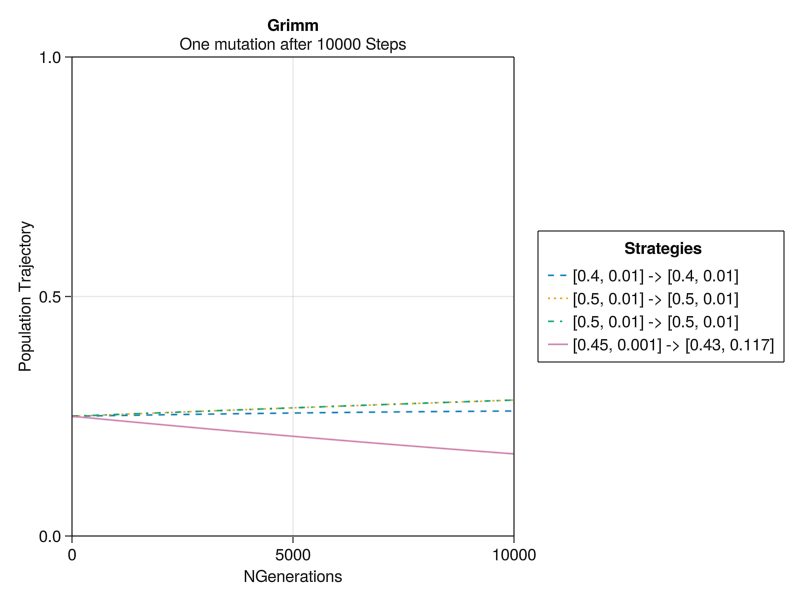 Grimm
One mutation after 10000 Steps
1.0
0.5
0.0
Population Trajectory
0
5000
10000
NGenerations
Strategies
[0.4, 0.01] -> [0.4, 0.01]
[0.5, 0.01] -> [0.5, 0.01]
[0.5, 0.01] -> [0.5, 0.01]
[0.45, 0.001] -> [0.43, 0.117]